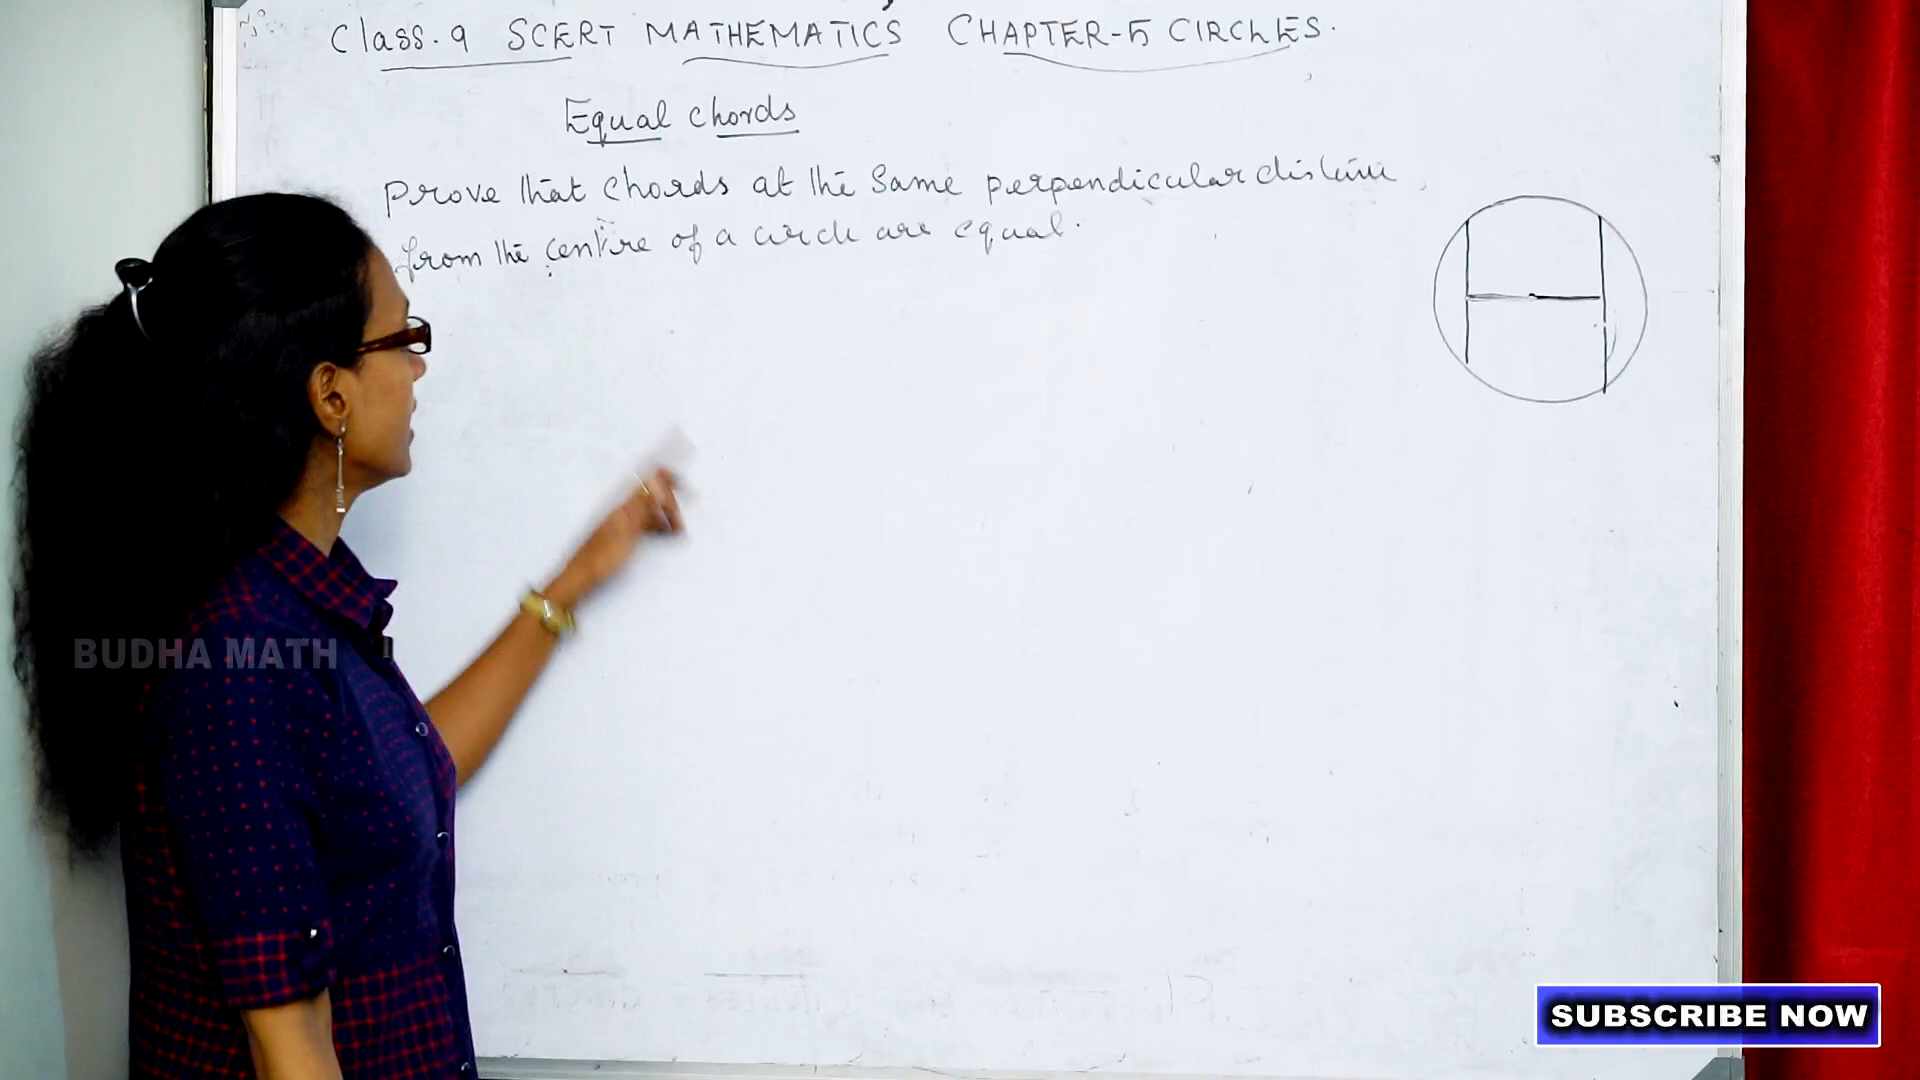 Class. 9 SCERT MATHEMATICS CHAPTER-5 CIRCLES.
Equal chords
Prove that chords at the same perpendicular distance
from the centre of a circle are equal.
BUDHA MATH
SUBSCRIBE NOW